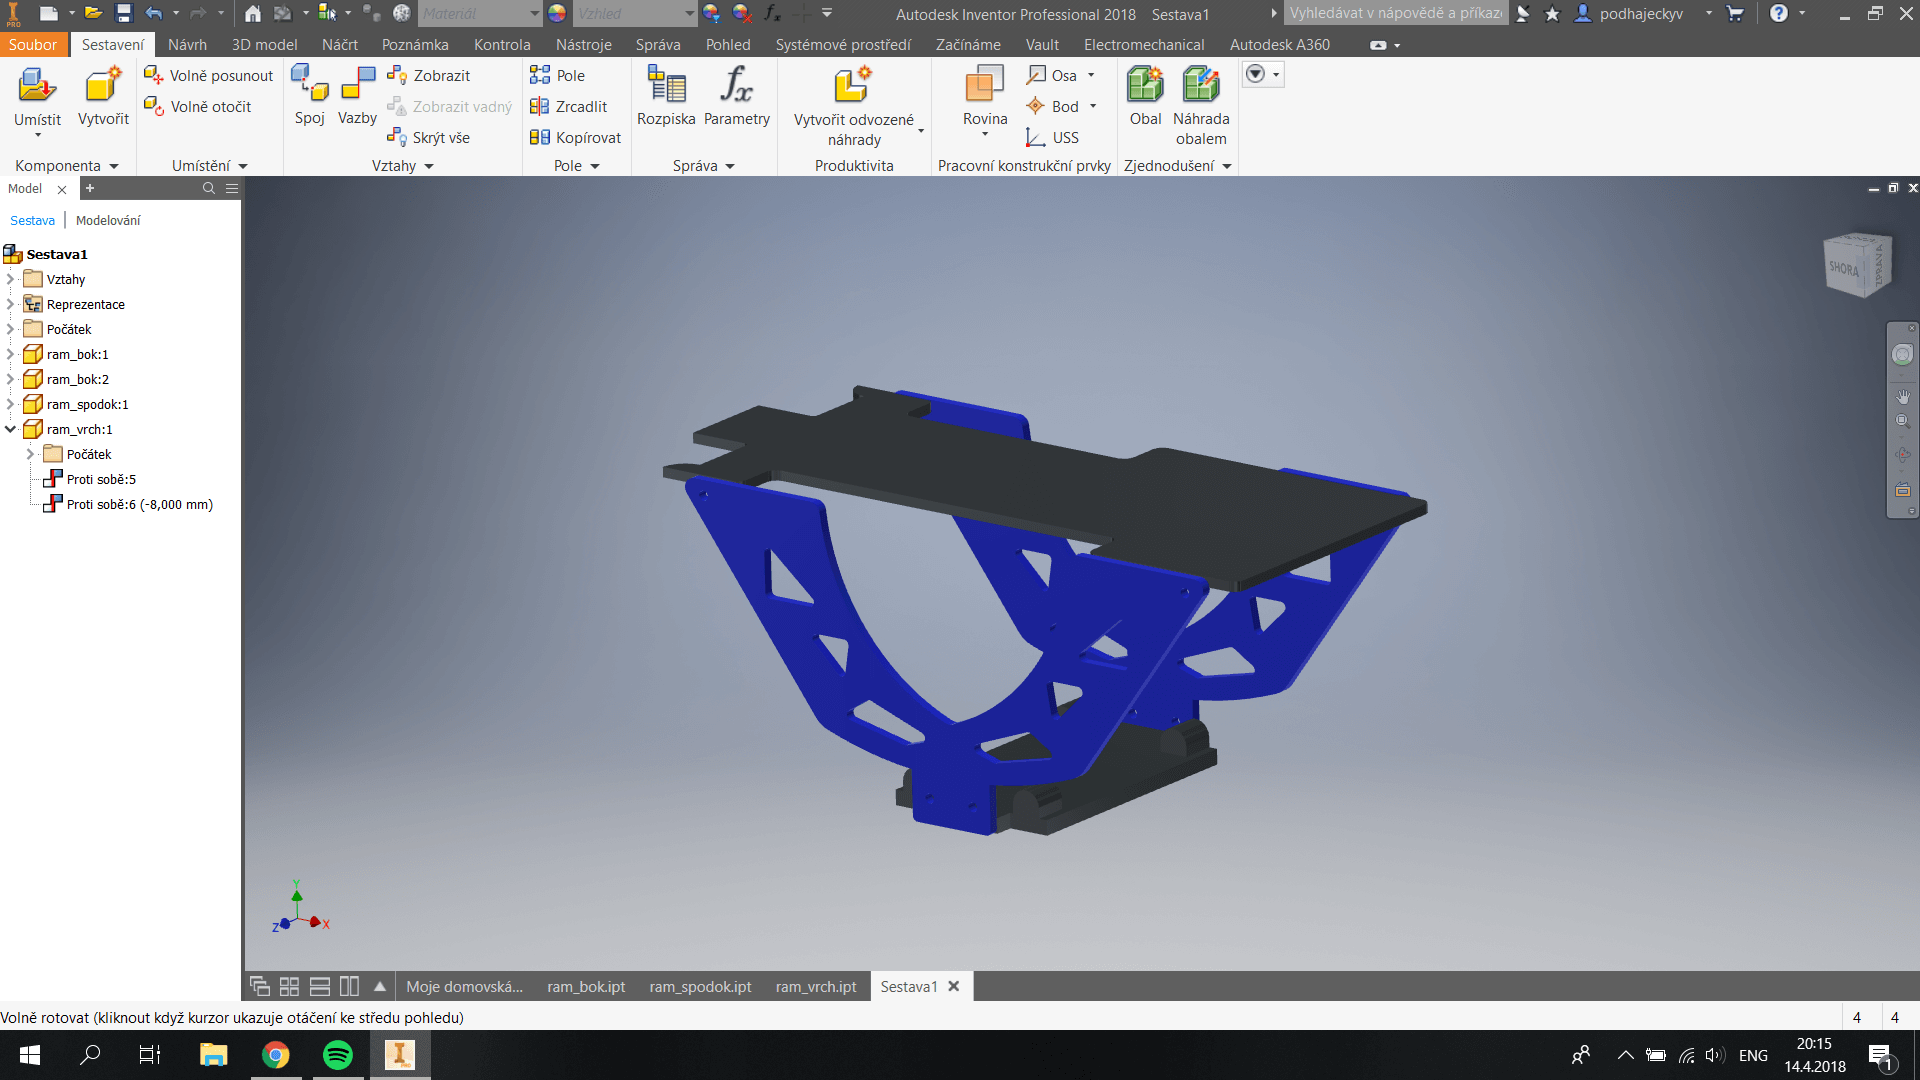 PRO
Materiál
Vzhled
Autodesk Inventor Professional 2018 Sestava1
Vyhledávat v nápovědě a příkaz
podhajeckyv
Soubor Sestavení Návrh 3D model Náčrt Poznámka Kontrola Nástroje Správa Pohled Systémové prostředí Začínáme Vault Electromechanical Autodesk A360
Umístit
Vytvořit
Volně posunout
Volně otočit
Spoj
Vazby
Zobrazit
Zobrazit vadný
Skrýt vše
Pole
Zrcadlit
Kopírovat
Rozpiska
fx
Parametry
Vytvořit odvozené
náhrady
Rovina
Osa
Bod
USS
Obal
Náhrada
obalem
Komponenta
Umístění
Vztahy
Pole
Správa
Produktivita
Pracovní konstrukční prvky
Zjednodušení
Model
Sestava | Modelování
Sestava1
Vztahy
Reprezentace
Počátek
ram_bok:1
ram_bok:2
ram_spodok:1
ram_vrch:1
Počátek
Proti sobě:5
Proti sobě:6 (-8,000 mm)
SHORA
ZPRAVA
Y
Z
X
Moje domovská... ram_bok.ipt ram_spodok.ipt ram_vrch.ipt Sestava1
Volně rotovat (kliknout když kurzor ukazuje otáčení ke středu pohledu)
4 4
ENG
20:15
14.4.2018
1